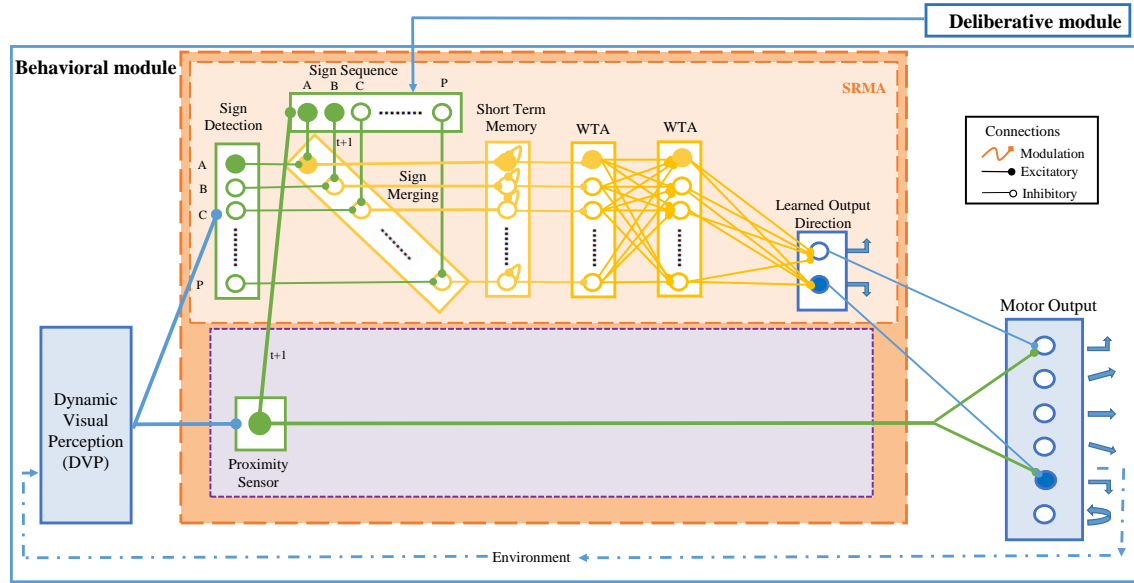 Deliberative module
Behavioral module
Sign Sequence
A B C P
SRMA
Sign
Detection
Short Term
Memory
WTA
WTA
t+1
A
B
C
P
Sign
Merging
Connections
Modulation
Excitatory
Inhibitory
Learned Output
Direction
Motor Output
t+1
Dynamic
Visual
Perception
(DVP)
Proximity
Sensor
Environment